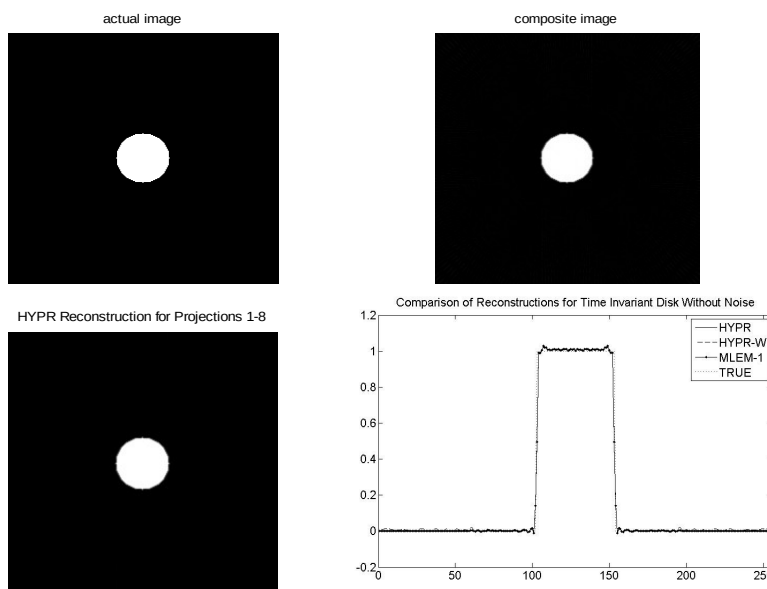 actual image
composite image
HYPR Reconstruction for Projections 1-8
Comparison of Reconstructions for Time Invariant Disk Without Noise
1.2
1
0.8
0.6
0.4
0.2
0
-0.2
HYPR
HYPR-W
MLEM-1
TRUE
0 50 100 150 200 25